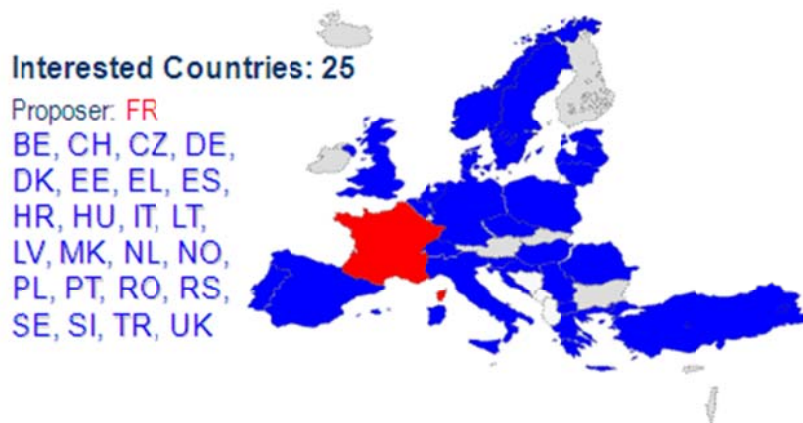 Interested Countries: 25
Proposer: FR
BE, CH, CZ, DE,
DK, EE, EL, ES,
HR, HU, IT, LT,
LV, MK, NL, NO,
PL, PT, RO, RS,
SE, SI, TR, UK